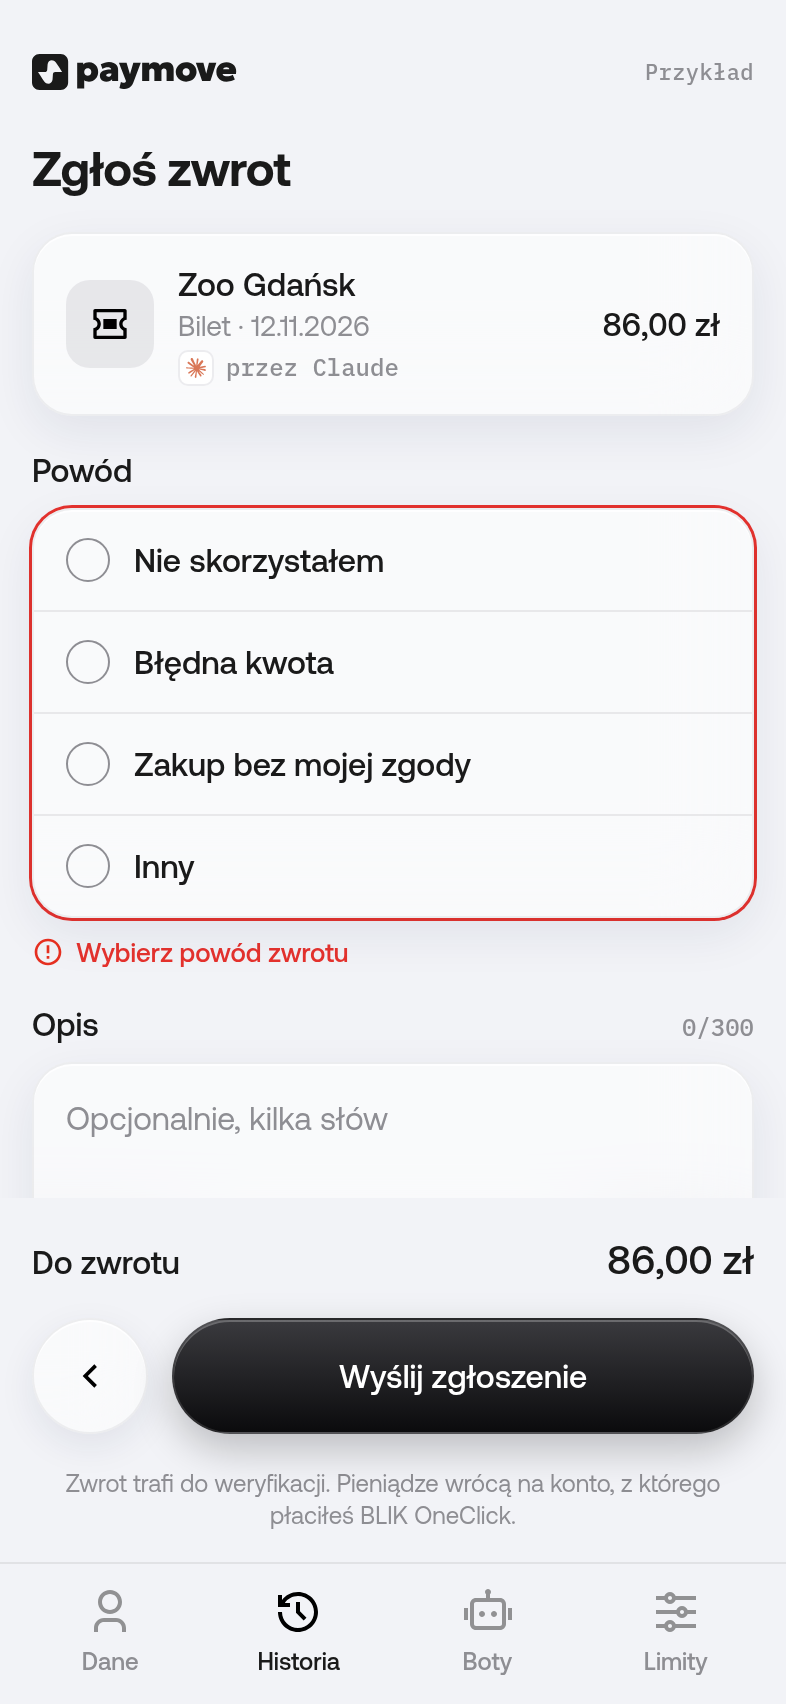 paymove
Przykład
Zgłoś zwrot
Zoo Gdańsk
Bilet · 12.11.2026
86,00 zł
przez Claude
Powód
Nie skorzystałem
Błędna kwota
Zakup bez mojej zgody
Inny
Wybierz powód zwrotu
Opis
0/300
Opcjonalnie, kilka słów
Do zwrotu
86,00 zł
Wyślij zgłoszenie
Zwrot trafi do weryfikacji. Pieniądze wrócą na konto, z którego
płaciłeś BLIK OneClick.
Dane
Historia
Boty
Limity